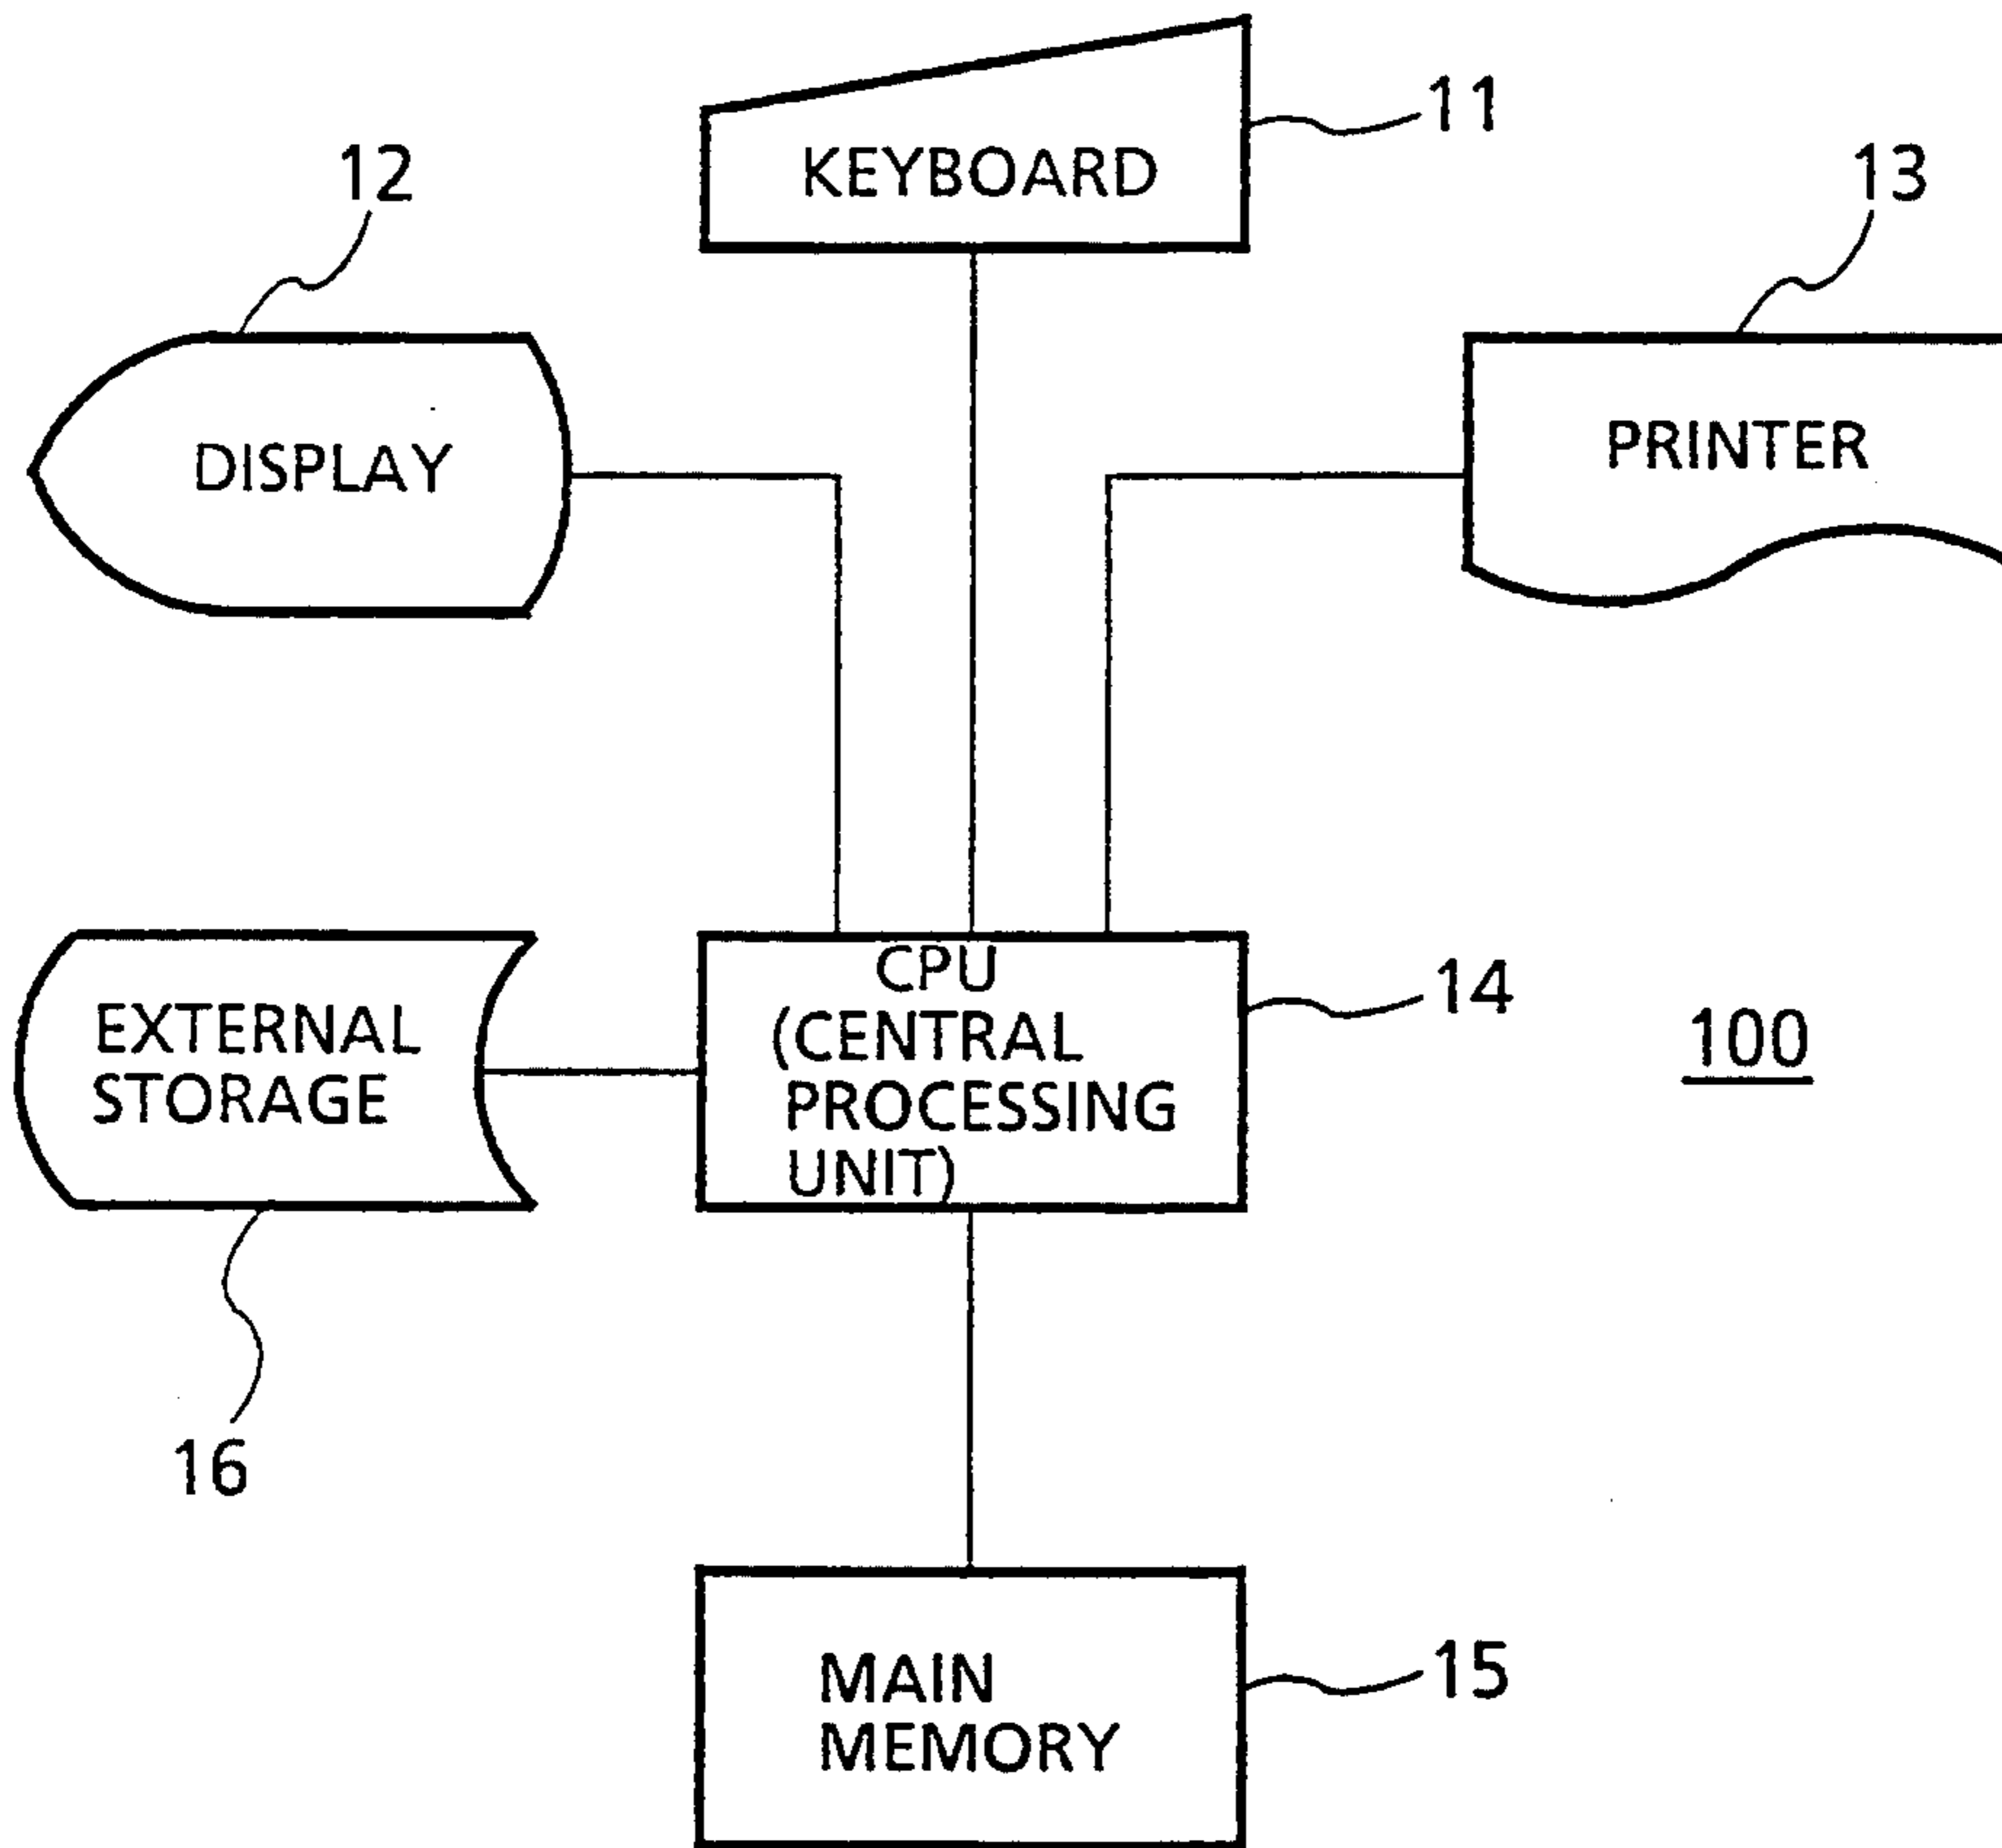 11
KEYBOARD
12
13
DISPLAY
PRINTER
CPU
(CENTRAL
PROCESSING
UNIT)
14
EXTERNAL
STORAGE
100
16
MAIN
MEMORY
15